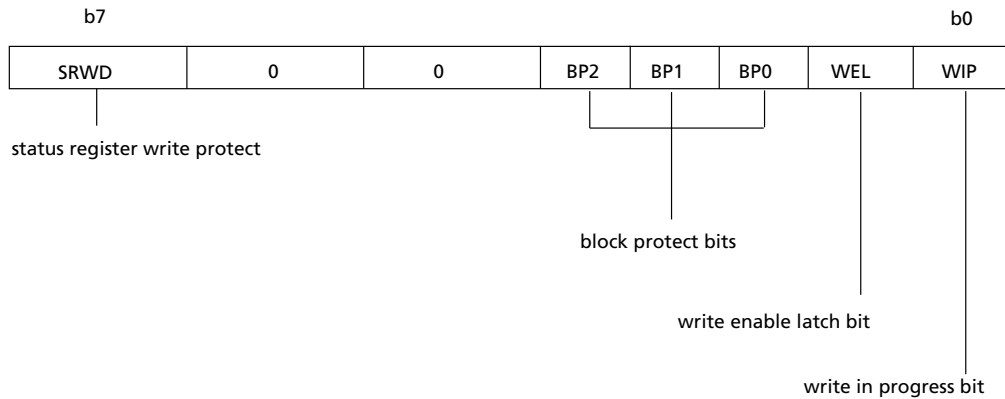 b7 b0
SRWD 0 0 BP2 BP1 BP0 WEL WIP
status register write protect
block protect bits
write enable latch bit
write in progress bit